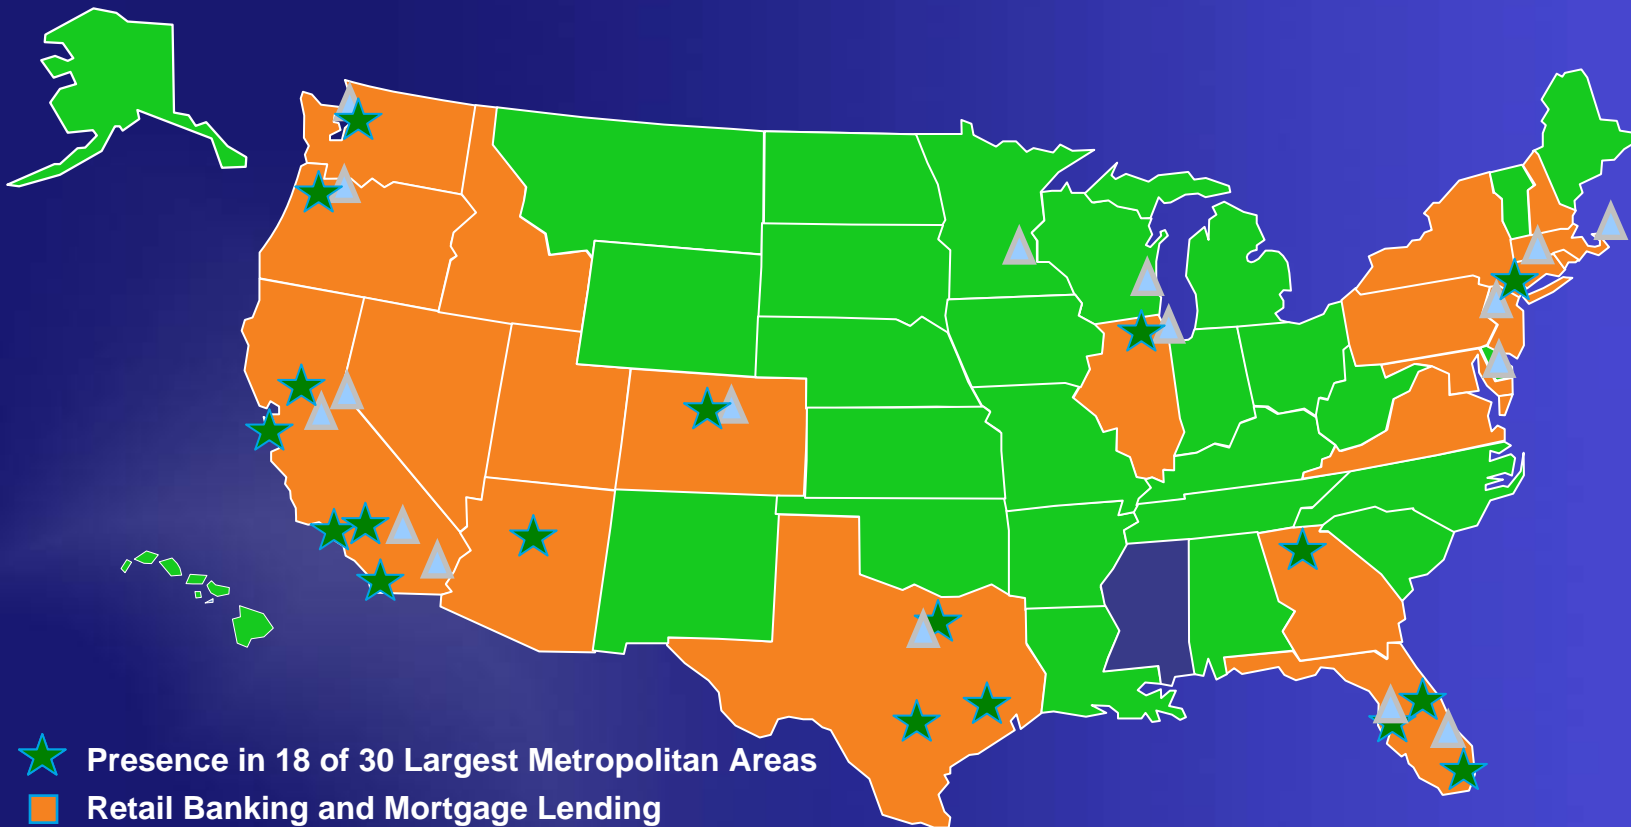 Presence in 18 of 30 Largest Metropolitan Areas
Retail Banking and Mortgage Lending